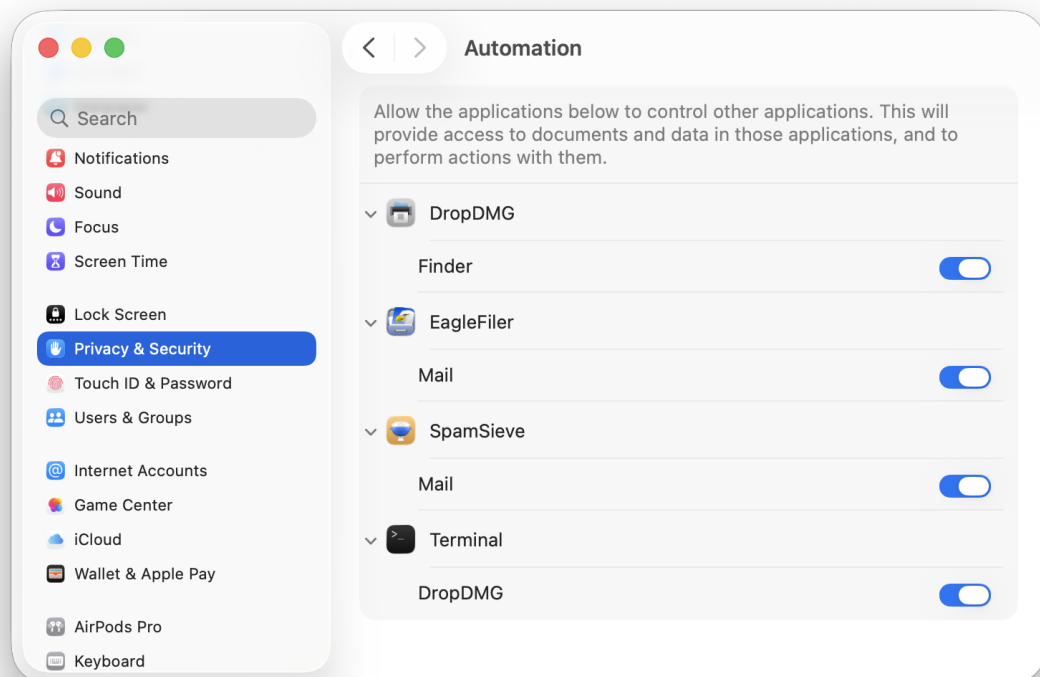 Search
Notifications
Sound
Focus
Screen Time
Lock Screen
Privacy & Security
Touch ID & Password
Users & Groups
Internet Accounts
Game Center
iCloud
Wallet & Apple Pay
AirPods Pro
Keyboard
Automation
Allow the applications below to control other applications. This will
provide access to documents and data in those applications, and to
perform actions with them.
DropDMG
Finder
EagleFiler
Mail
SpamSieve
Mail
Terminal
DropDMG